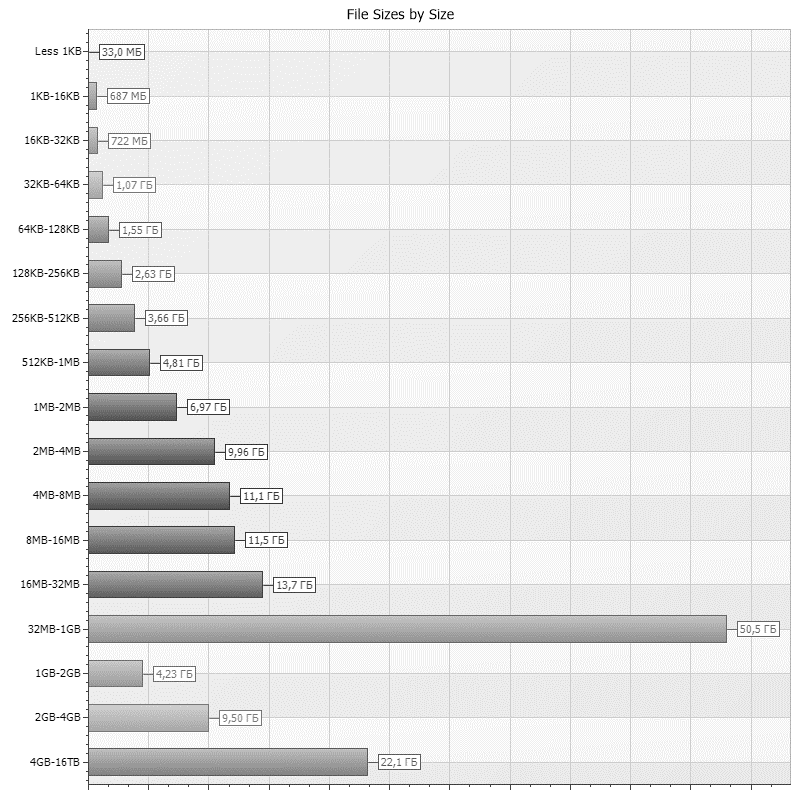 File Sizes by Size
Less 1KB 33,0 МБ
1KB-16KB 687 МБ
16KB-32KB 722 МБ
32KB-64KB 1,07 ГБ
64KB-128KB 1,55 ГБ
128KB-256KB 2,63 ГБ
256KB-512KB 3,66 ГБ
512KB-1MB 4,81 ГБ
1MB-2MB 6,97 ГБ
2MB-4MB 9,96 ГБ
4MB-8MB 11,1 ГБ
8MB-16MB 11,5 ГБ
16MB-32MB 13,7 ГБ
32MB-1GB 50,5 ГБ
1GB-2GB 4,23 ГБ
2GB-4GB 9,50 ГБ
4GB-16TB 22,1 ГБ